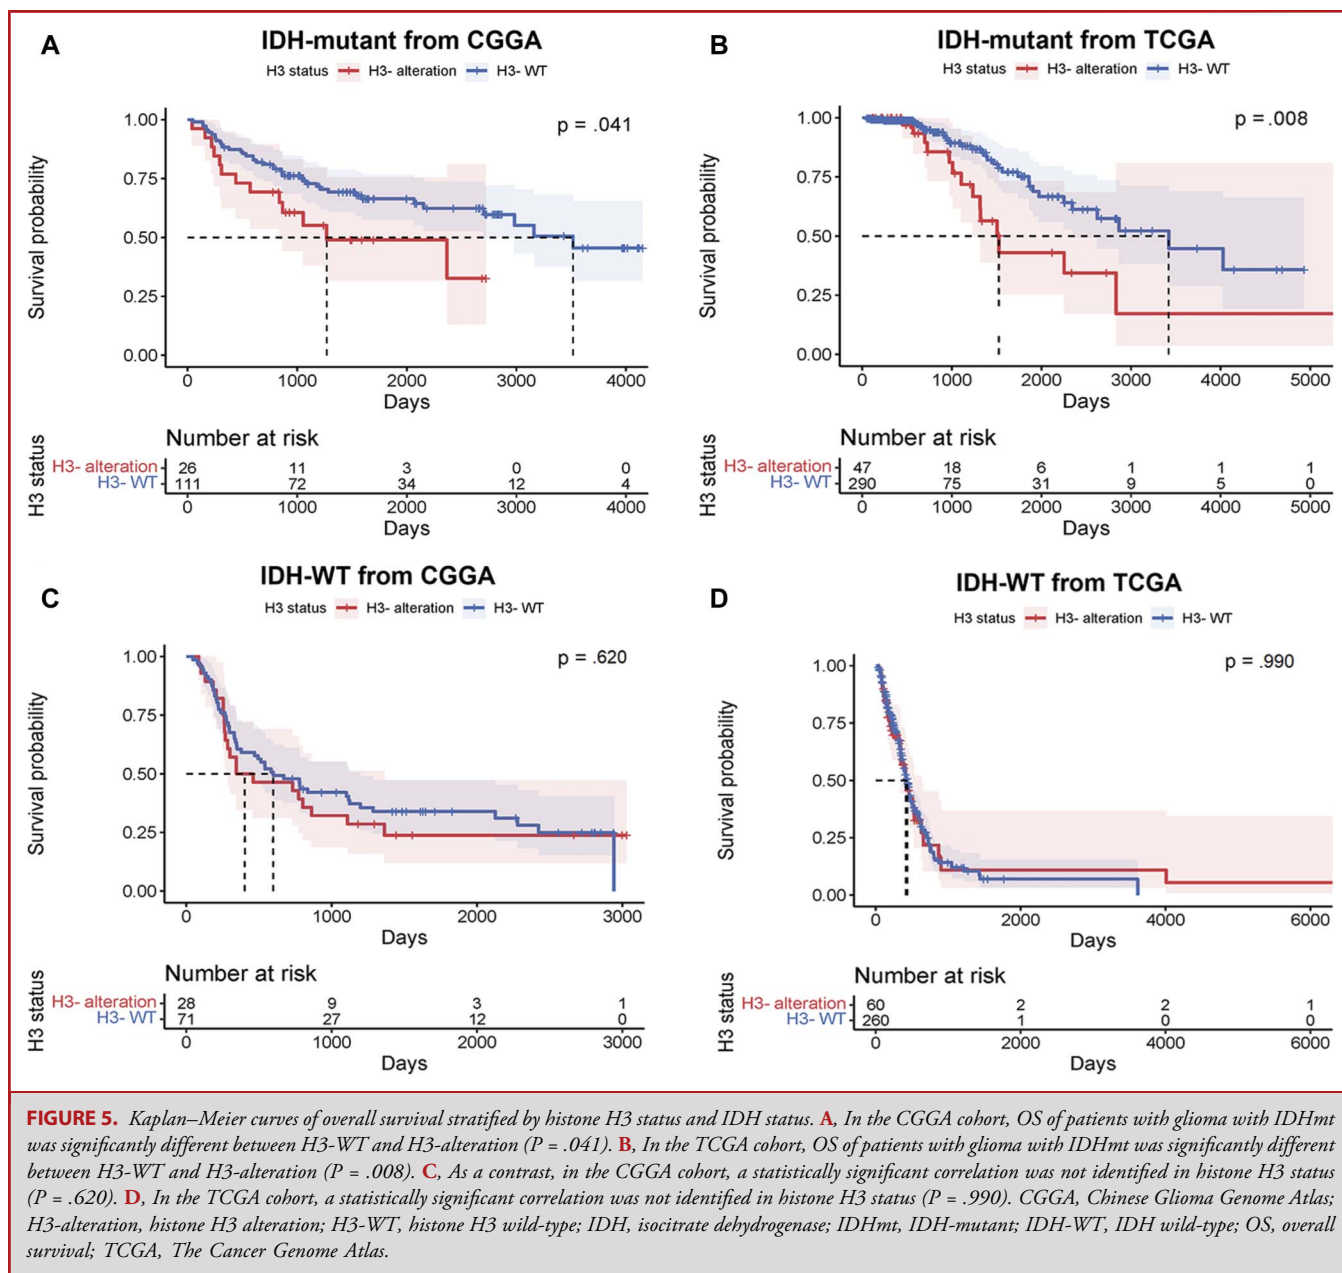 A
IDH-mutant from CGGA
H3 status H3- alteration H3- WT
p = .041
Survival probability
1.00
0.75
0.50
0.25
0.00
0 1000 2000 3000 4000
Days
Number at risk
H3 status
H3- alteration 26 11 3 0 0
H3- WT 111 72 34 12 4
0 1000 2000 3000 4000
Days
B
IDH-mutant from TCGA
H3 status H3- alteration H3- WT
p = .008
Survival probability
1.00
0.75
0.50
0.25
0.00
0 1000 2000 3000 4000 5000
Days
Number at risk
H3 status
H3- alteration 47 18 6 1 1 1
H3- WT 290 75 31 9 5 0
0 1000 2000 3000 4000 5000
Days
C
IDH-WT from CGGA
H3 status H3- alteration H3- WT
p = .620
Survival probability
1.00
0.75
0.50
0.25
0.00
0 1000 2000 3000
Days
Number at risk
H3 status
H3- alteration 28 9 3 1
H3- WT 71 27 12 0
0 1000 2000 3000
Days
D
IDH-WT from TCGA
H3 status H3- alteration H3- WT
p = .990
Survival probability
1.00
0.75
0.50
0.25
0.00
0 2000 4000 6000
Days
Number at risk
H3 status
H3- alteration 60 2 2 1
H3- WT 260 1 0 0
0 2000 4000 6000
Days
FIGURE 5. Kaplan–Meier curves of overall survival stratified by histone H3 status and IDH status. A, In the CGGA cohort, OS of patients with glioma with IDHmt
was significantly different between H3-WT and H3-alteration (P = .041). B, In the TCGA cohort, OS of patients with glioma with IDHmt was significantly different
between H3-WT and H3-alteration (P = .008). C, As a contrast, in the CGGA cohort, a statistically significant correlation was not identified in histone H3 status
(P = .620). D, In the TCGA cohort, a statistically significant correlation was not identified in histone H3 status (P = .990). CGGA, Chinese Glioma Genome Atlas;
H3-alteration, histone H3 alteration; H3-WT, histone H3 wild-type; IDH, isocitrate dehydrogenase; IDHmt, IDH-mutant; IDH-WT, IDH wild-type; OS, overall
survival; TCGA, The Cancer Genome Atlas.